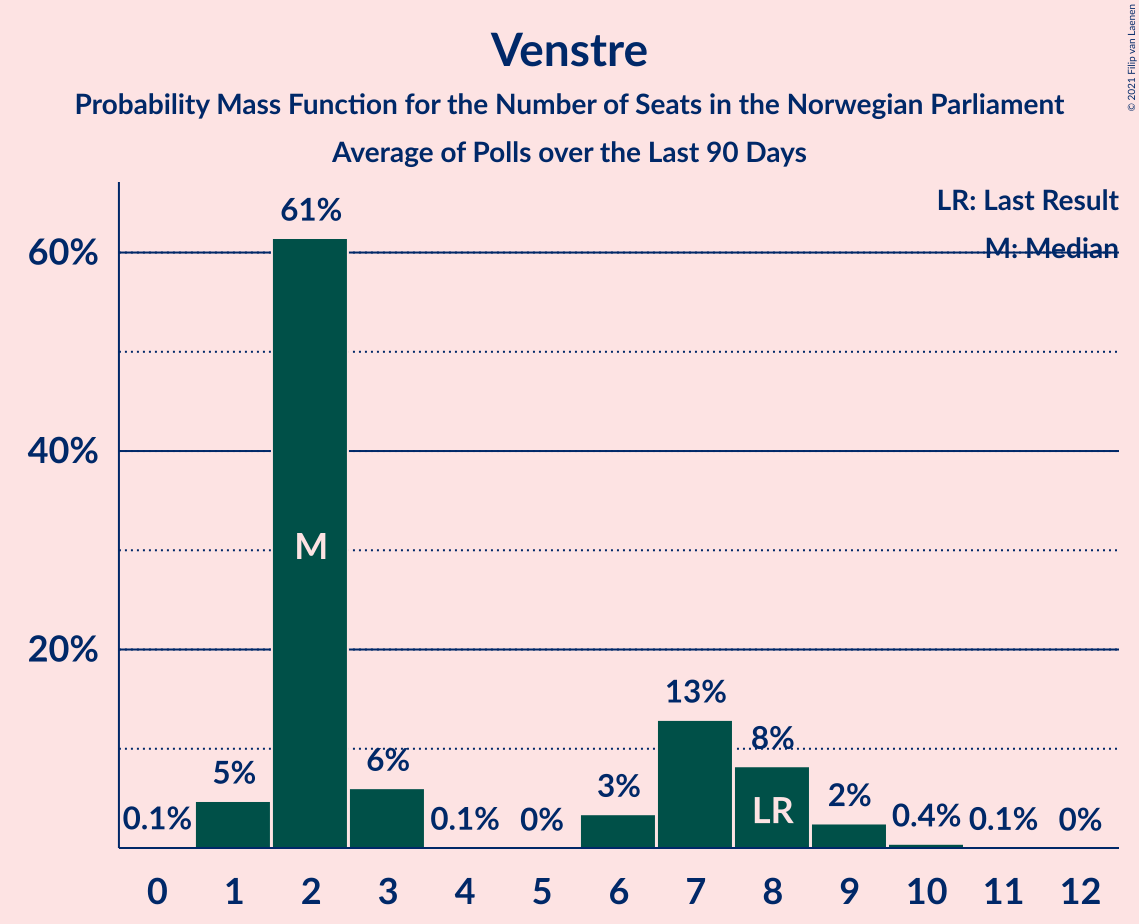 Venstre
Probability Mass Function for the Number of Seats in the Norwegian Parliament
Average of Polls over the Last 90 Days
© 2021 Filip van Laenen
LR: Last Result
M: Median
60%
40%
20%
0.1%
5%
61%
6%
0.1%
0%
3%
13%
8%
2%
0.4%
0.1%
0%
M
LR
0 1 2 3 4 5 6 7 8 9 10 11 12